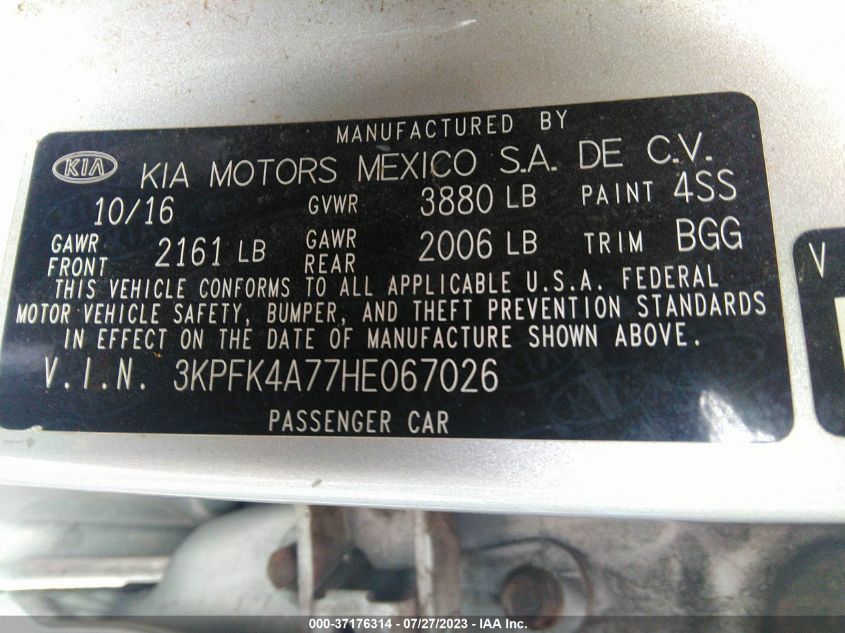 MANUFACTURED BY
KIA KIA MOTORS MEXICO S.A. DE C.V.
10/16 GVWR 3880 LB PAINT 4SS
GAWR FRONT 2161 LB GAWR REAR 2006 LB TRIM BGG
THIS VEHICLE CONFORMS TO ALL APPLICABLE U.S.A. FEDERAL
MOTOR VEHICLE SAFETY, BUMPER, AND THEFT PREVENTION STANDARDS
IN EFFECT ON THE DATE OF MANUFACTURE SHOWN ABOVE.
V.I.N. 3KPFK4A77HE067026
PASSENGER CAR
V
000-37176314 - 07/27/2023 - IAA Inc.